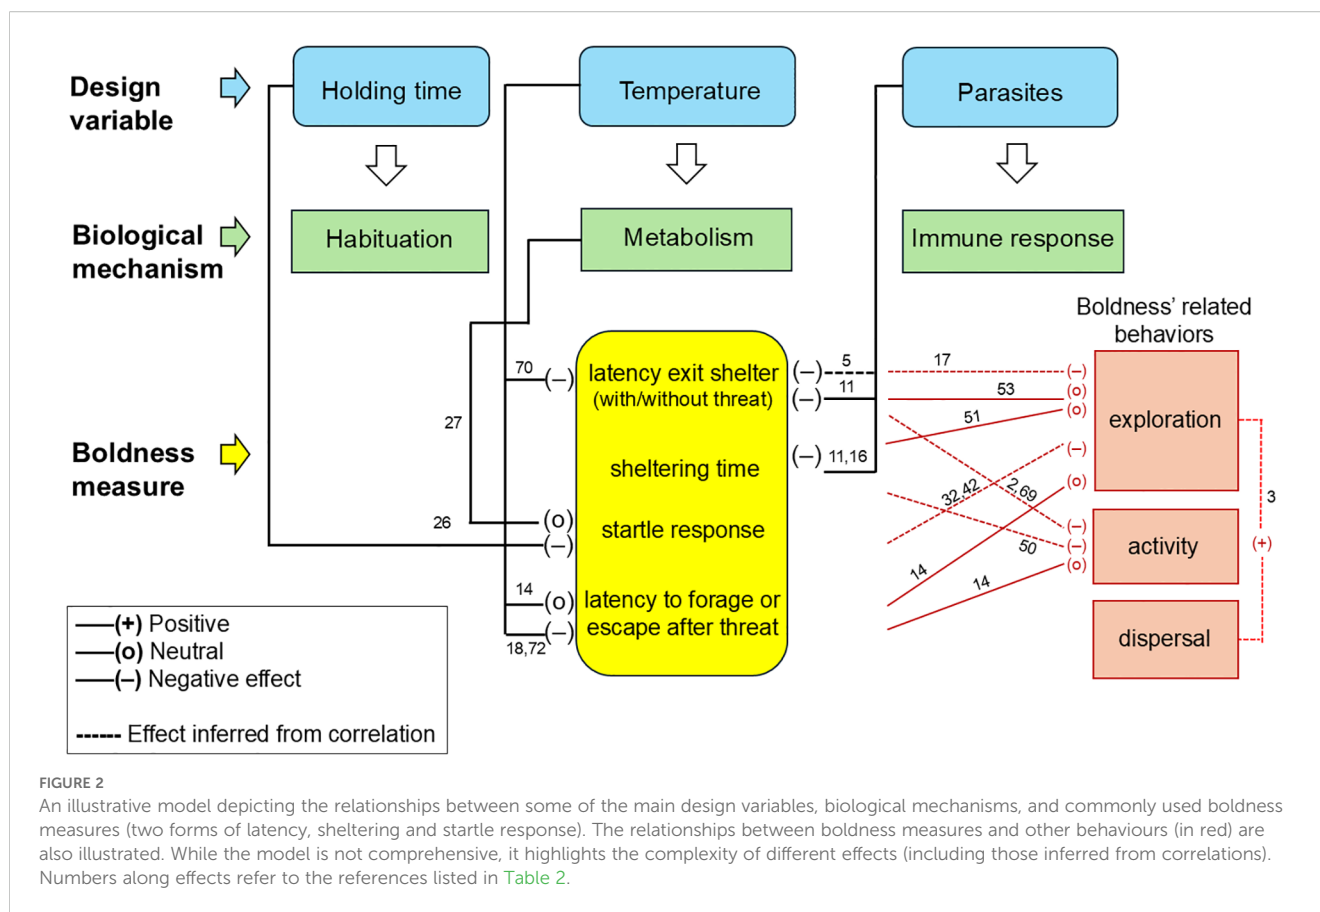 Design
variable
Holding time
Temperature
Parasites
Biological
mechanism
Habituation
Metabolism
Immune response
Boldness' related
behaviors
Boldness
measure
70
(–)
latency exit shelter
(with/without threat)
(–)
5
(–)
11
17
(–)
53
(o)
51
(o)
exploration
27
sheltering time
(–)
11,16
32,42
(–)
2,69
(o)
3
26
(o)
(–)
startle response
50
(–)
(–)
(o)
activity
(+)
14
(o)
(–)
18,72
latency to forage or
escape after threat
14
14
dispersal
(+) Positive
(o) Neutral
(–) Negative effect
Effect inferred from correlation
FIGURE 2
An illustrative model depicting the relationships between some of the main design variables, biological mechanisms, and commonly used boldness
measures (two forms of latency, sheltering and startle response). The relationships between boldness measures and other behaviours (in red) are
also illustrated. While the model is not comprehensive, it highlights the complexity of different effects (including those inferred from correlations).
Numbers along effects refer to the references listed in Table 2.